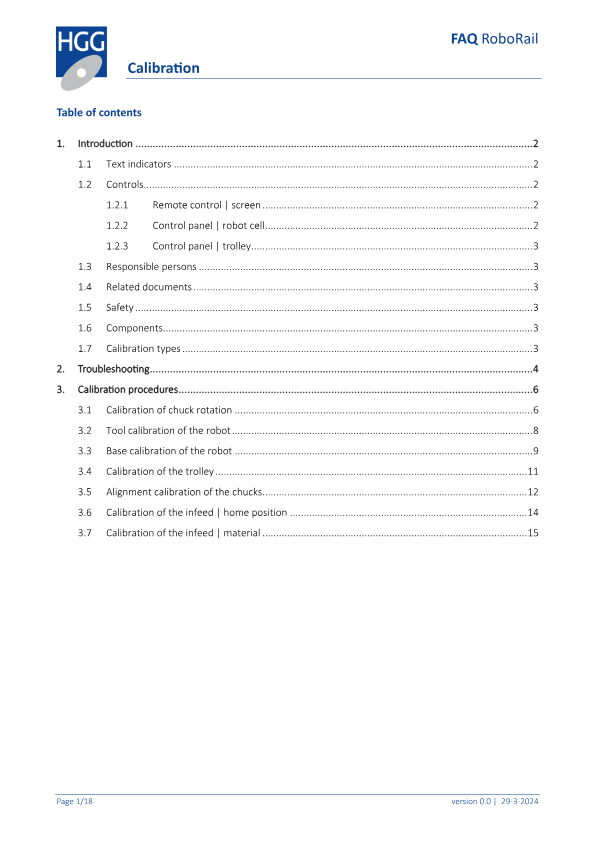 HGG
FAQ RoboRail
Calibration
Table of contents
1. Introduction ........................................................................................................................2
1.1 Text indicators ........................................................................................................................2
1.2 Controls........................................................................................................................2
1.2.1 Remote control | screen ........................................................................................................................2
1.2.2 Control panel | robot cell........................................................................................................................2
1.2.3 Control panel | trolley........................................................................................................................3
1.3 Responsible persons ........................................................................................................................3
1.4 Related documents ........................................................................................................................3
1.5 Safety ........................................................................................................................3
1.6 Components........................................................................................................................3
1.7 Calibration types ........................................................................................................................3
2. Troubleshooting........................................................................................................................4
3. Calibration procedures........................................................................................................................6
3.1 Calibration of chuck rotation ........................................................................................................................6
3.2 Tool calibration of the robot ........................................................................................................................8
3.3 Base calibration of the robot ........................................................................................................................9
3.4 Calibration of the trolley ........................................................................................................................11
3.5 Alignment calibration of the chucks........................................................................................................................12
3.6 Calibration of the infeed | home position ........................................................................................................................14
3.7 Calibration of the infeed | material ........................................................................................................................15
Page 1/18
version 0.0 | 29-3-2024